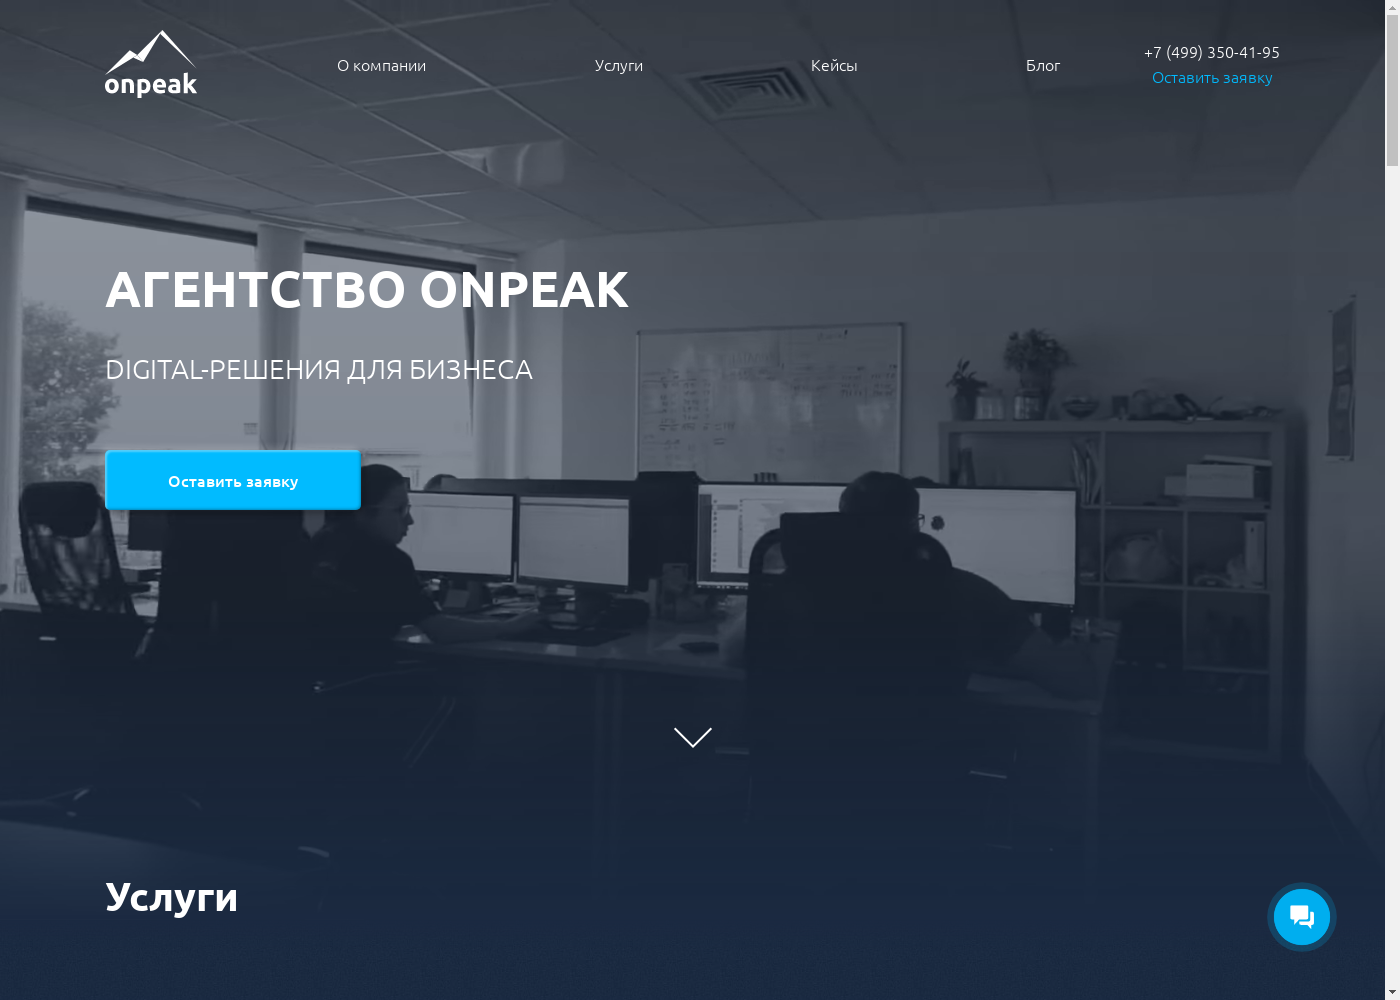 onpeak
О компании
Услуги
Кейсы
Блог
+7 (499) 350-41-95
Оставить заявку
АГЕНТСТВО ONPEAK
DIGITAL-РЕШЕНИЯ ДЛЯ БИЗНЕСА
Оставить заявку
Услуги